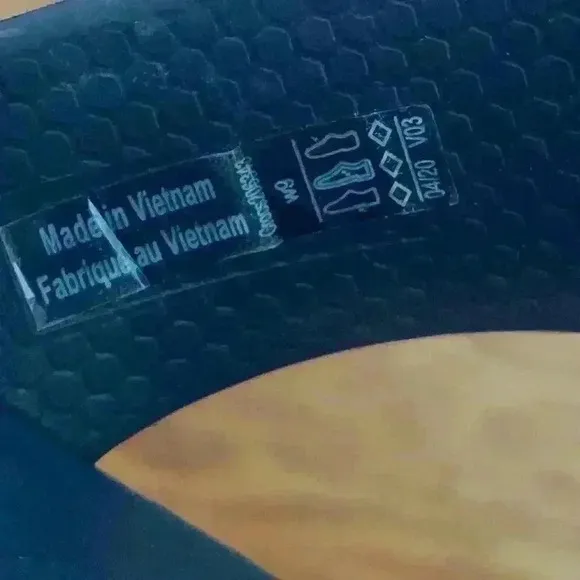 Made in Vietnam
Fabriqué au Vietnam
W9
04/20 V03